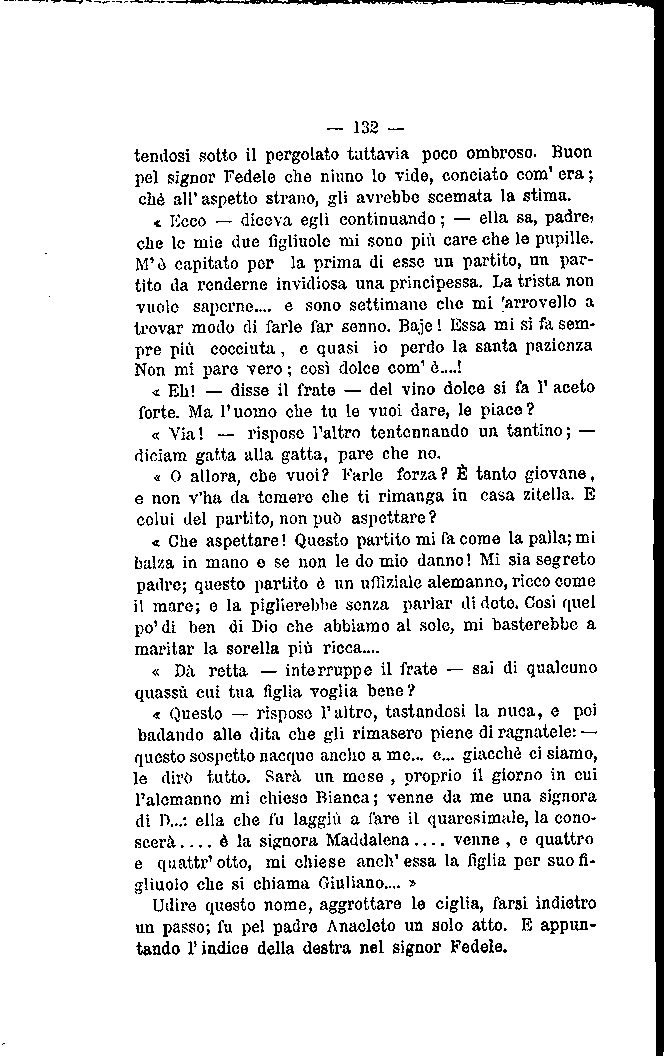 — 132 —
tendosi sotto il pergolato tuttavia poco ombroso. Buon
pel signor Fedele che niuno lo vide, conciato com' era;
chè all' aspetto strano, gli avrebbe scemata la stima.
« Ecco — diceva egli continuando; — ella sa, padre,
che le mie due figliuole mi sono più care che le pupille.
M'è capitato per la prima di esse un partito, un par-
tito da renderne invidiosa una principessa. La trista non
vuole saperne.... e sono settimane che mi 'arrovello a
trovar modo di farle far senno. Baje! Essa mi si fa sem-
pre più cocciuta, e quasi io perdo la santa pazienza
Non mi pare vero; così dolce com' è....!
« Eh! — disse il frate — del vino dolce si fa l' aceto
forte. Ma l'uomo che tu le vuoi dare, le piace?
« Via! — rispose l'altro tentennando un tantino; —
diciam gatta alla gatta, pare che no.
« O allora, che vuoi? Farle forza? È tanto giovane,
e non v'ha da temere che ti rimanga in casa zitella. E
colui del partito, non può aspettare?
« Che aspettare! Questo partito mi fa come la palla; mi
balza in mano e se non le do mio danno! Mi sia segreto
padre; questo partito è un uffiziale alemanno, ricco come
il mare; e la piglierebbe senza parlar di dote. Così quel
po' di ben di Dio che abbiamo al sole, mi basterebbe a
maritar la sorella più ricca....
« Dà retta — interruppe il frate — sai di qualcuno
quassù cui tua figlia voglia bene?
« Questo — rispose l'altro, tastandosi la nuca, e poi
badando alle dita che gli rimasero piene di ragnatele: —
questo sospetto nacque anche a me... e... giacchè ci siamo,
le dirò tutto. Sarà un mese , proprio il giorno in cui
l'alemanno mi chiese Bianca; venne da me una signora
di D...: ella che fu laggiù a fare il quaresimale, la cono-
scerà.... è la signora Maddalena.... venne , e quattro
e quattr' otto, mi chiese anch' essa la figlia per suo fi-
gliuolo che si chiama Giuliano.... »
Udire questo nome, aggrottare le ciglia, farsi indietro
un passo; fu pel padre Anacleto un solo atto. E appun-
tando l' indice della destra nel signor Fedele.